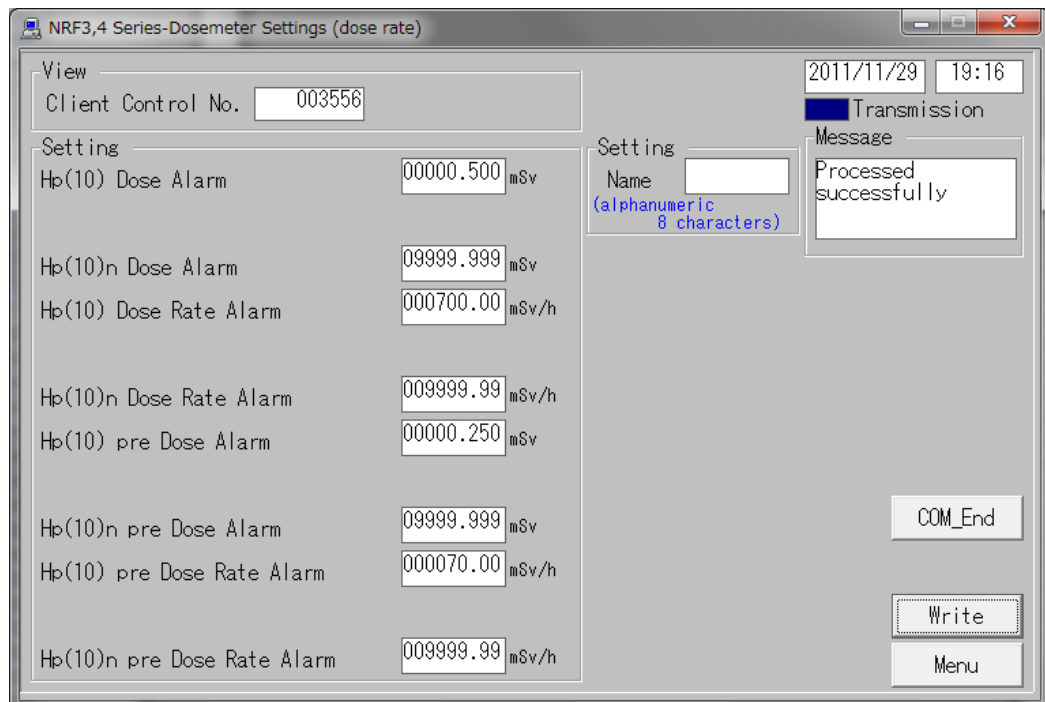 NRF3,4 Series-Dosemeter Settings (dose rate)
View
Client Control No. 003556
2011/11/29 19:16
Transmission
Message
Processed
successfully
Setting
Name
(alphanumeric
8 characters)
Setting
Hp(10) Dose Alarm 00000.500 mSv
Hp(10)n Dose Alarm 09999.999 mSv
Hp(10) Dose Rate Alarm 000700.00 mSv/h
Hp(10)n Dose Rate Alarm 009999.99 mSv/h
Hp(10) pre Dose Alarm 00000.250 mSv
Hp(10)n pre Dose Alarm 09999.999 mSv
Hp(10) pre Dose Rate Alarm 000070.00 mSv/h
Hp(10)n pre Dose Rate Alarm 009999.99 mSv/h
COM_End
Write
Menu